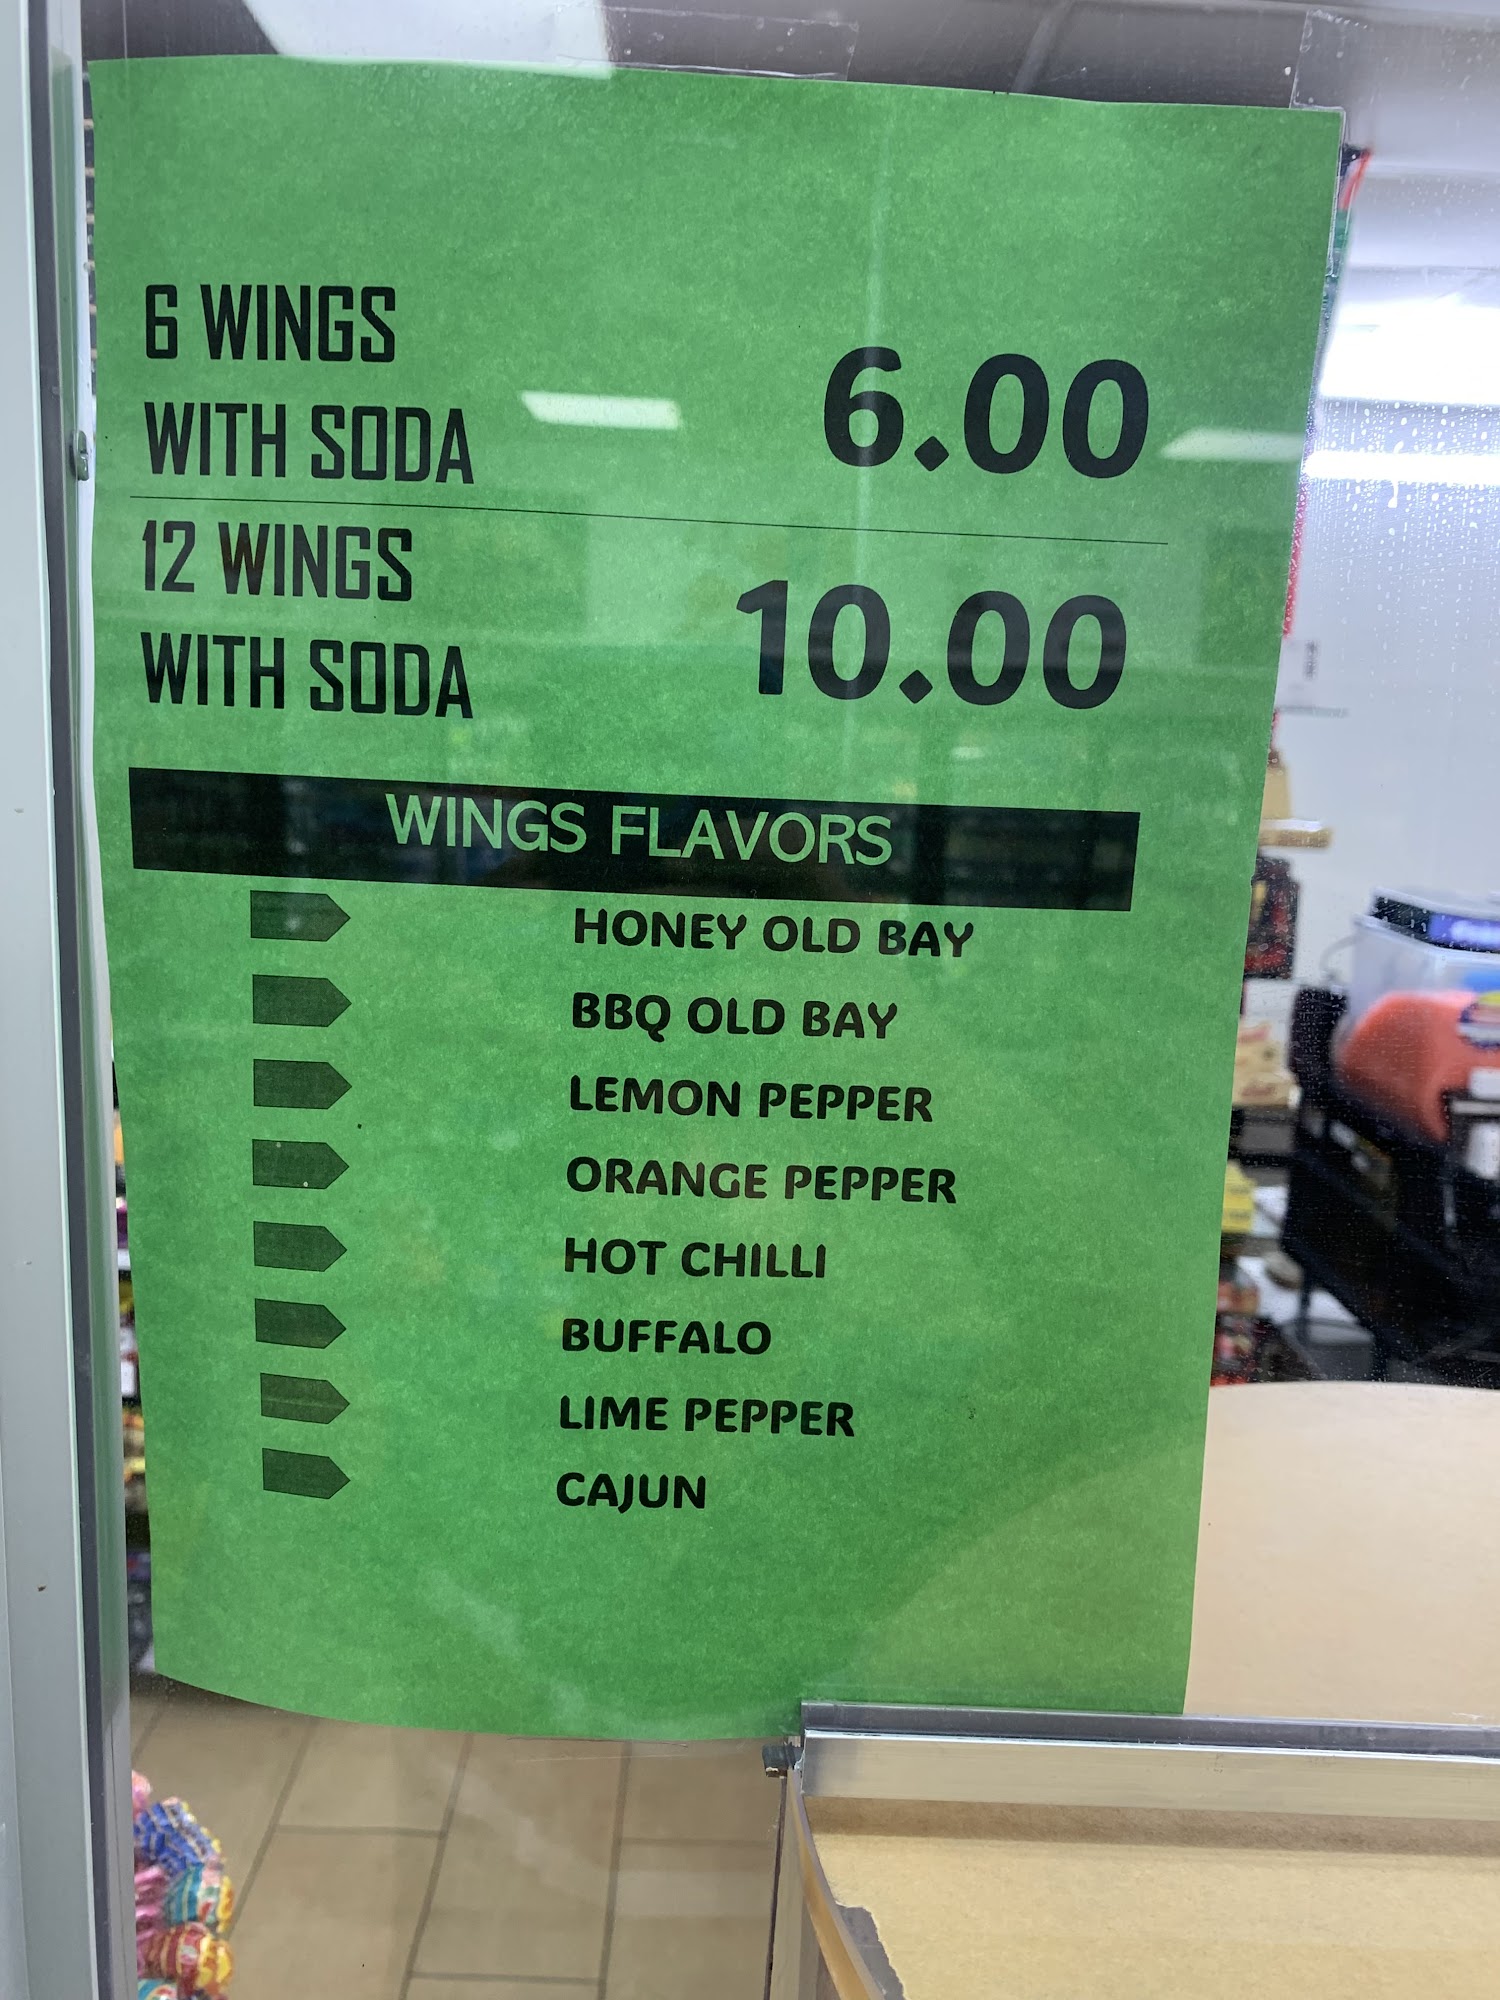 6 WINGS
WITH SODA
6.00
12 WINGS
WITH SODA
10.00
WINGS FLAVORS
HONEY OLD BAY
BBQ OLD BAY
LEMON PEPPER
ORANGE PEPPER
HOT CHILLI
BUFFALO
LIME PEPPER
CAJUN